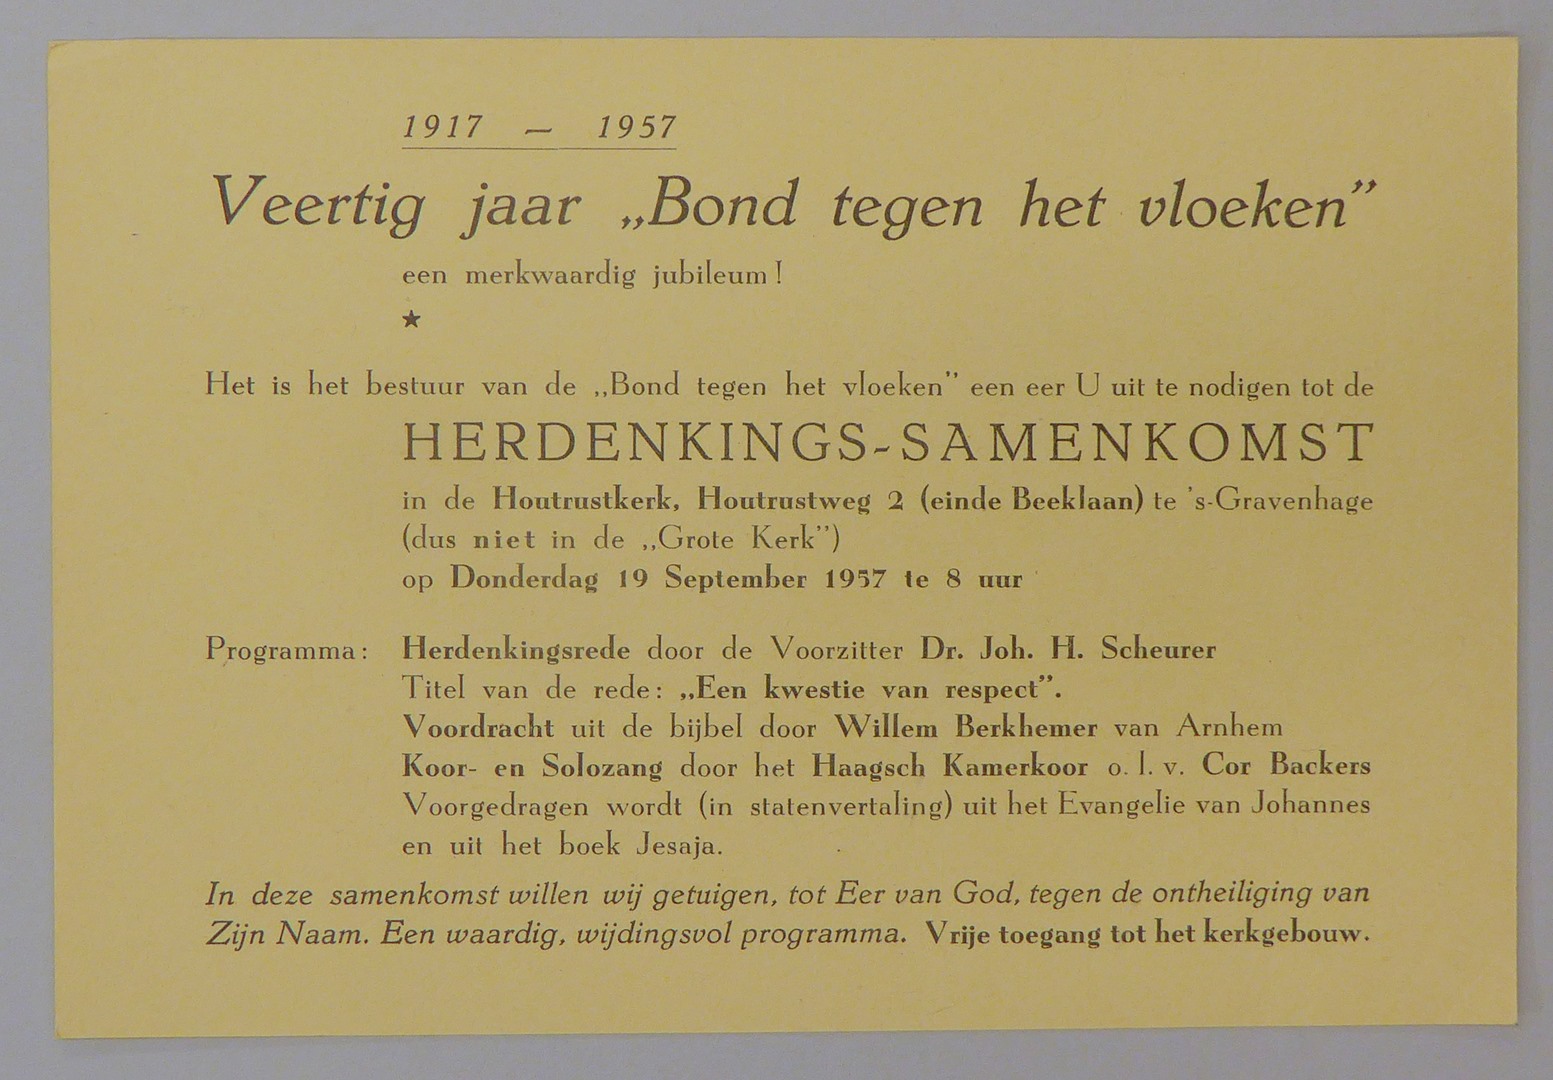 1917 — 1957
Veertig jaar „Bond tegen het vloeken”
een merkwaardig jubileum !
★
Het is het bestuur van de „Bond tegen het vloeken” een eer U uit te nodigen tot de
HERDENKINGS-SAMENKOMST
in de Houtrustkerk, Houtrustweg 2 (einde Beeklaan) te 's-Gravenhage
(dus niet in de „Grote Kerk”)
op Donderdag 19 September 1957 te 8 uur
Programma: Herdenkingsrede door de Voorzitter Dr. Joh. H. Scheurer
Titel van de rede: „Een kwestie van respect”.
Voordracht uit de bijbel door Willem Berkhemer van Arnhem
Koor- en Solozang door het Haagsch Kamerkoor o. l. v. Cor Backers
Voorgedragen wordt (in statenvertaling) uit het Evangelie van Johannes
en uit het boek Jesaja.
In deze samenkomst willen wij getuigen, tot Eer van God, tegen de ontheiliging van
Zijn Naam. Een waardig, wijdingsvol programma. Vrije toegang tot het kerkgebouw.